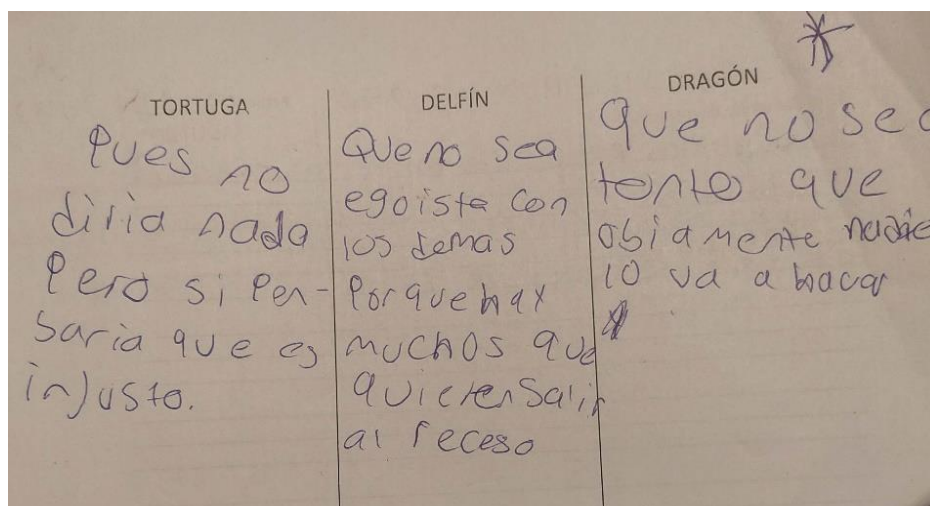 TORTUGA
Pues no
diria nada
Pero si Pen-
saria que es
injusto.
DELFÍN
Que no sea
egoista con
los demas
Porque hay
muchos que
quieren salir
al receso
DRAGÓN
que no sea
tonto que
obiamente nadie
lo va a hacer